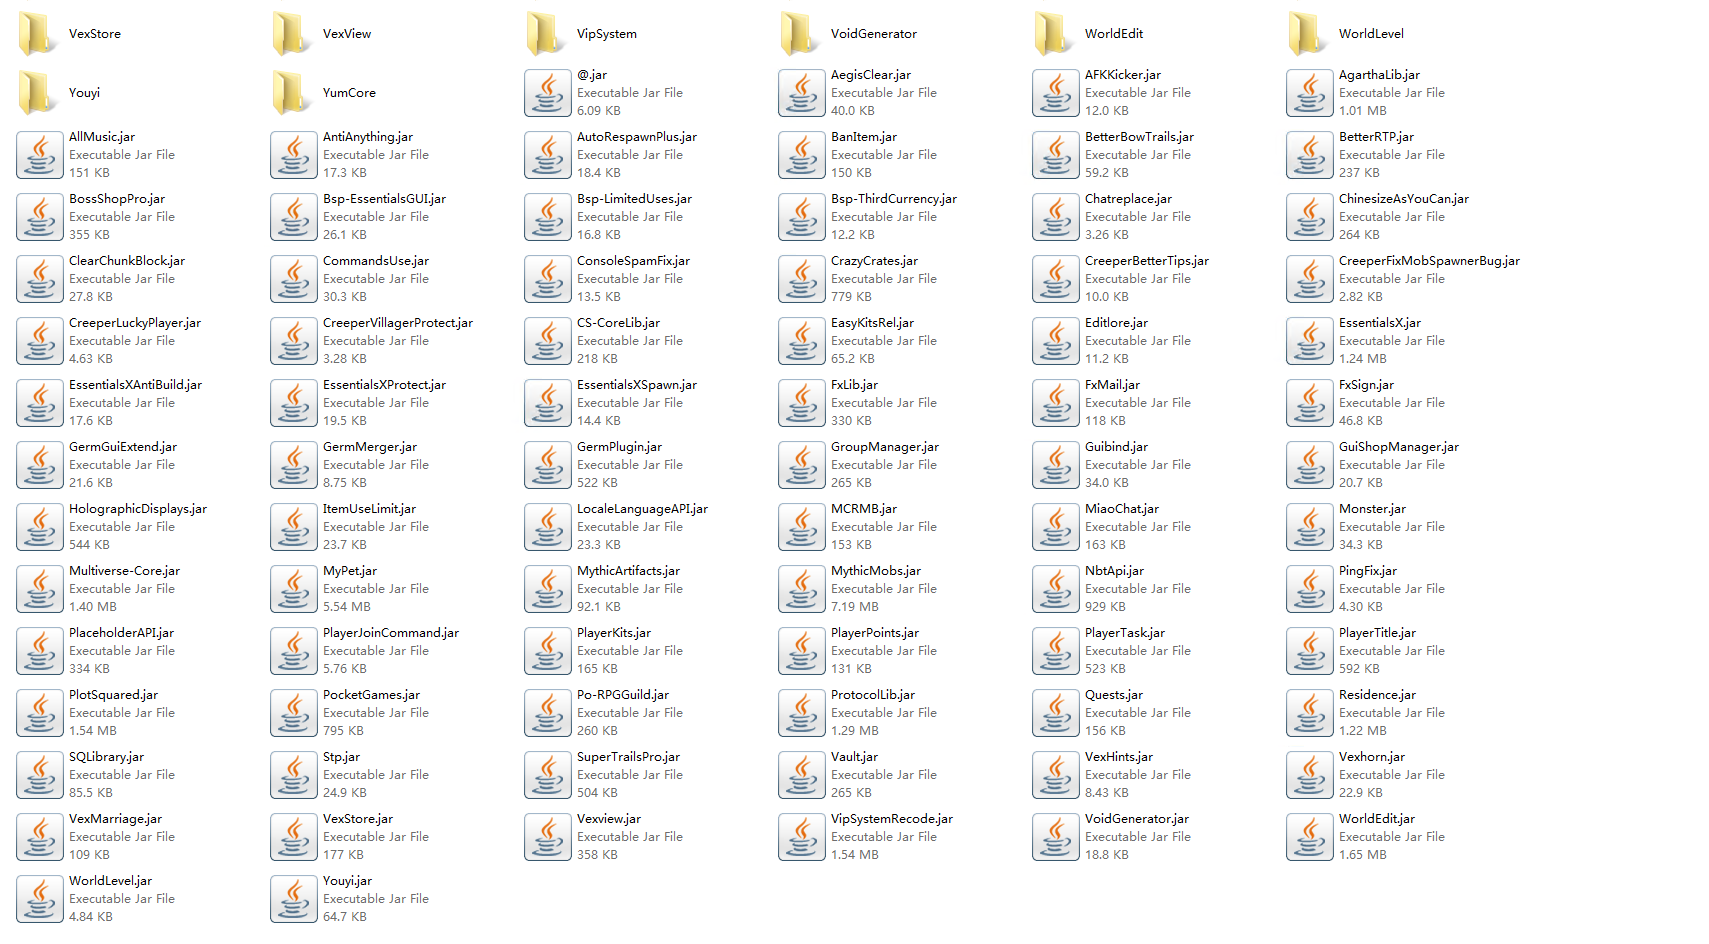 VexStore
VexView
VipSystem
VoidGenerator
WorldEdit
WorldLevel
Youyi
YumCore
@.jar
Executable Jar File
6.09 KB
AegisClear.jar
Executable Jar File
40.0 KB
AFKKicker.jar
Executable Jar File
12.0 KB
AgarthaLib.jar
Executable Jar File
1.01 MB
AllMusic.jar
Executable Jar File
151 KB
AntiAnything.jar
Executable Jar File
17.3 KB
AutoRespawnPlus.jar
Executable Jar File
18.4 KB
BanItem.jar
Executable Jar File
150 KB
BetterBowTrails.jar
Executable Jar File
59.2 KB
BetterRTP.jar
Executable Jar File
237 KB
BossShopPro.jar
Executable Jar File
355 KB
Bsp-EssentialsGUI.jar
Executable Jar File
26.1 KB
Bsp-LimitedUses.jar
Executable Jar File
16.8 KB
Bsp-ThirdCurrency.jar
Executable Jar File
12.2 KB
Chatreplace.jar
Executable Jar File
3.26 KB
ChinesizeAsYouCan.jar
Executable Jar File
264 KB
ClearChunkBlock.jar
Executable Jar File
27.8 KB
CommandsUse.jar
Executable Jar File
30.3 KB
ConsoleSpamFix.jar
Executable Jar File
13.5 KB
CrazyCrates.jar
Executable Jar File
779 KB
CreeperBetterTips.jar
Executable Jar File
10.0 KB
CreeperFixMobSpawnerBug.jar
Executable Jar File
2.82 KB
CreeperLuckyPlayer.jar
Executable Jar File
4.63 KB
CreeperVillagerProtect.jar
Executable Jar File
3.28 KB
CS-CoreLib.jar
Executable Jar File
218 KB
EasyKitsRel.jar
Executable Jar File
65.2 KB
Editlore.jar
Executable Jar File
11.2 KB
EssentialsX.jar
Executable Jar File
1.24 MB
EssentialsXAntiBuild.jar
Executable Jar File
17.6 KB
EssentialsXProtect.jar
Executable Jar File
19.5 KB
EssentialsXSpawn.jar
Executable Jar File
14.4 KB
FxLib.jar
Executable Jar File
330 KB
FxMail.jar
Executable Jar File
118 KB
FxSign.jar
Executable Jar File
46.8 KB
GermGuiExtend.jar
Executable Jar File
21.6 KB
GermMerger.jar
Executable Jar File
8.75 KB
GermPlugin.jar
Executable Jar File
522 KB
GroupManager.jar
Executable Jar File
265 KB
Guibind.jar
Executable Jar File
34.0 KB
GuiShopManager.jar
Executable Jar File
20.7 KB
HolographicDisplays.jar
Executable Jar File
544 KB
ItemUseLimit.jar
Executable Jar File
23.7 KB
LocaleLanguageAPI.jar
Executable Jar File
23.3 KB
MCRMB.jar
Executable Jar File
153 KB
MiaoChat.jar
Executable Jar File
163 KB
Monster.jar
Executable Jar File
34.3 KB
Multiverse-Core.jar
Executable Jar File
1.40 MB
MyPet.jar
Executable Jar File
5.54 MB
MythicArtifacts.jar
Executable Jar File
92.1 KB
MythicMobs.jar
Executable Jar File
7.19 MB
NbtApi.jar
Executable Jar File
929 KB
PingFix.jar
Executable Jar File
4.30 KB
PlaceholderAPI.jar
Executable Jar File
334 KB
PlayerJoinCommand.jar
Executable Jar File
5.76 KB
PlayerKits.jar
Executable Jar File
165 KB
PlayerPoints.jar
Executable Jar File
131 KB
PlayerTask.jar
Executable Jar File
523 KB
PlayerTitle.jar
Executable Jar File
592 KB
PlotSquared.jar
Executable Jar File
1.54 MB
PocketGames.jar
Executable Jar File
795 KB
Po-RPGGuild.jar
Executable Jar File
260 KB
ProtocolLib.jar
Executable Jar File
1.29 MB
Quests.jar
Executable Jar File
156 KB
Residence.jar
Executable Jar File
1.22 MB
SQLibrary.jar
Executable Jar File
85.5 KB
Stp.jar
Executable Jar File
24.9 KB
SuperTrailsPro.jar
Executable Jar File
504 KB
Vault.jar
Executable Jar File
265 KB
VexHints.jar
Executable Jar File
8.43 KB
Vexhorn.jar
Executable Jar File
22.9 KB
VexMarriage.jar
Executable Jar File
109 KB
VexStore.jar
Executable Jar File
177 KB
Vexview.jar
Executable Jar File
358 KB
VipSystemRecode.jar
Executable Jar File
1.54 MB
VoidGenerator.jar
Executable Jar File
18.8 KB
WorldEdit.jar
Executable Jar File
1.65 MB
WorldLevel.jar
Executable Jar File
4.84 KB
Youyi.jar
Executable Jar File
64.7 KB